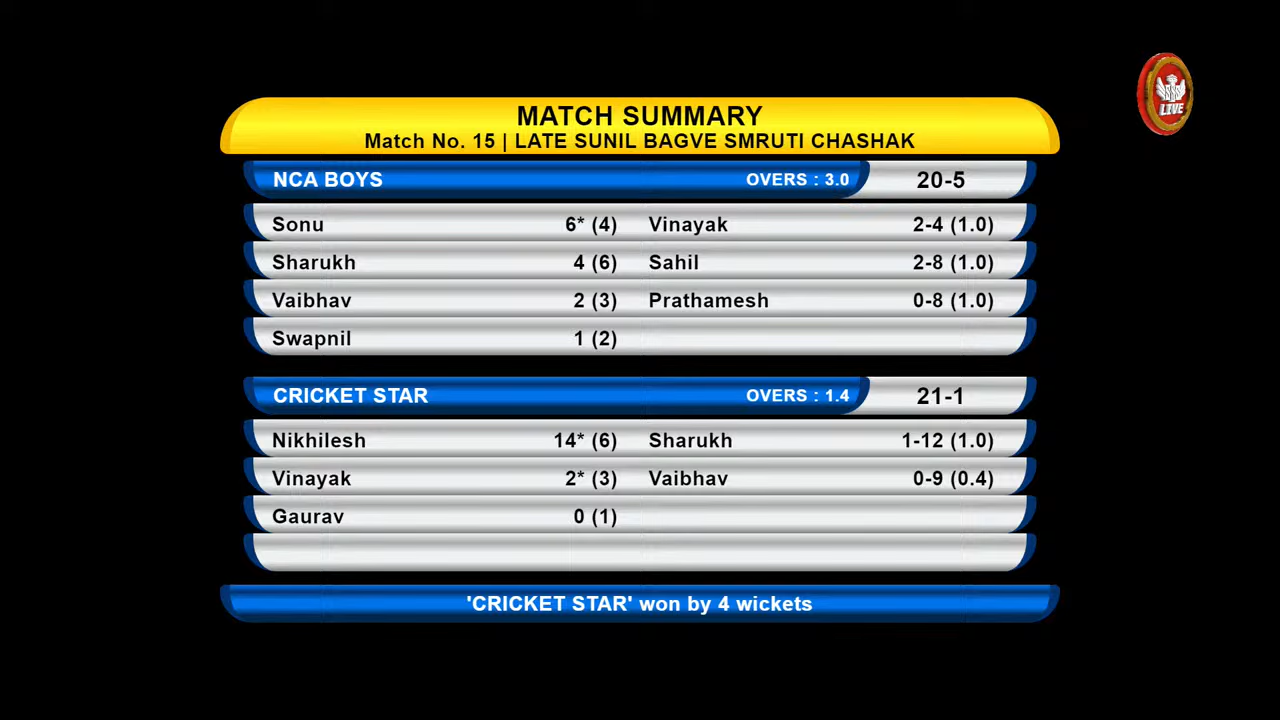 MATCH SUMMARY
Match No. 15 | LATE SUNIL BAGVE SMRUTI CHASHAK
LIVE
NCA BOYS OVERS : 3.0 20-5
Sonu 6* (4) Vinayak 2-4 (1.0)
Sharukh 4 (6) Sahil 2-8 (1.0)
Vaibhav 2 (3) Prathamesh 0-8 (1.0)
Swapnil 1 (2)
CRICKET STAR OVERS : 1.4 21-1
Nikhilesh 14* (6) Sharukh 1-12 (1.0)
Vinayak 2* (3) Vaibhav 0-9 (0.4)
Gaurav 0 (1)
'CRICKET STAR' won by 4 wickets